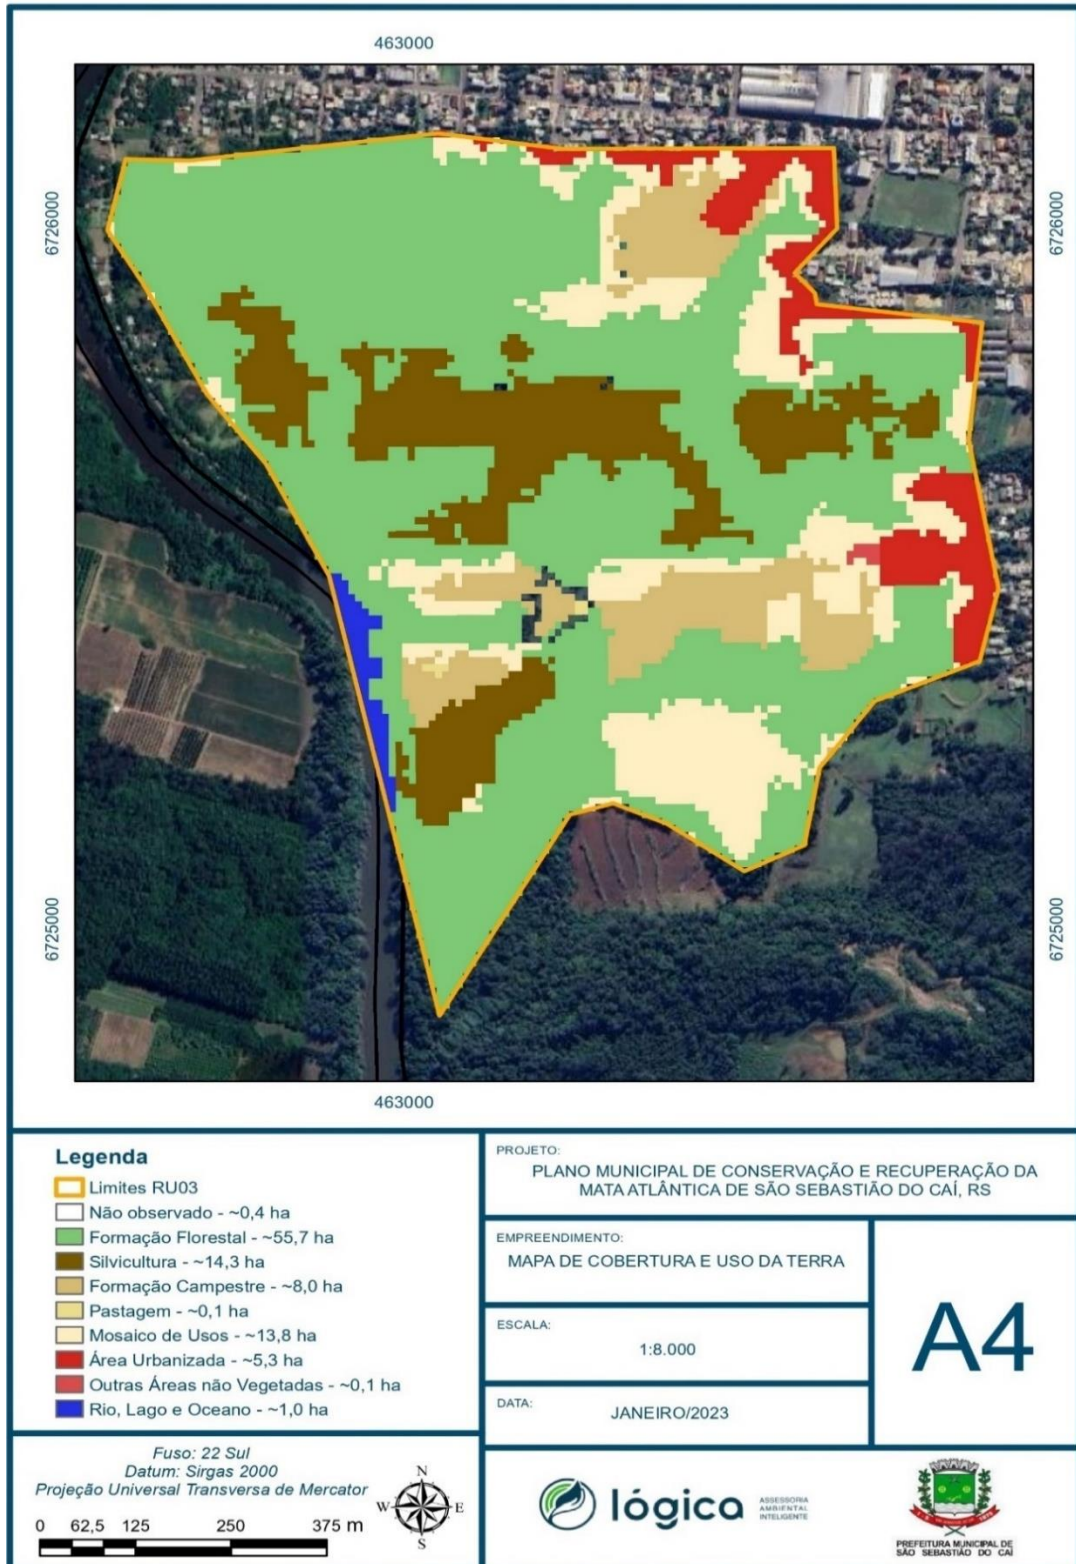 463000
6726000
6726000
6725000
6725000
463000
Legenda
Limites RU03
Não observado - ~0,4 ha
Formação Florestal - ~55,7 ha
Silvicultura - ~14,3 ha
Formação Campestre - ~8,0 ha
Pastagem - ~0,1 ha
Mosaico de Usos - ~13,8 ha
Área Urbanizada - ~5,3 ha
Outras Áreas não Vegetadas - ~0,1 ha
Rio, Lago e Oceano - ~1,0 ha
Fuso: 22 Sul
Datum: Sirgas 2000
Projeção Universal Transversa de Mercator
0 62,5 125 250 375 m
N
W E
S
PROJETO:
PLANO MUNICIPAL DE CONSERVAÇÃO E RECUPERAÇÃO DA
MATA ATLÂNTICA DE SÃO SEBASTIÃO DO CAÍ, RS
EMPREENDIMENTO:
MAPA DE COBERTURA E USO DA TERRA
ESCALA:
1:8.000
DATA:
JANEIRO/2023
A4
lógica
ASSESSORIA
AMBIENTAL
INTELIGENTE
PREFEITURA MUNICIPAL DE
SÃO SEBASTIÃO DO CAÍ